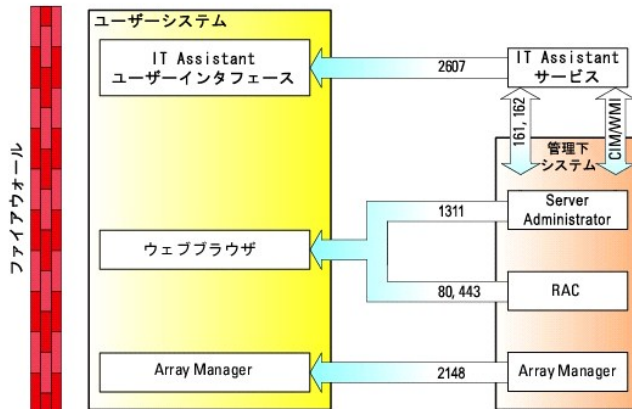 ファイアウォール
ユーザーシステム
IT Assistant
ユーザーインタフェース
2607
IT Assistant
サービス
161, 162
CIM/WMI
管理下
システム
1311
Server
Administrator
ウェブブラウザ
80, 443
RAC
Array Manager
2148
Array Manager